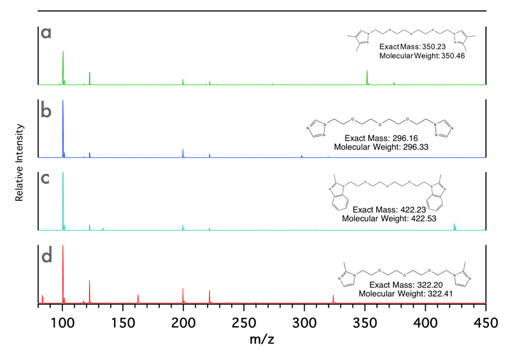 a
Exact Mass: 350.23
Molecular Weight: 350.46
b
Exact Mass: 296.16
Molecular Weight: 296.33
c
Exact Mass: 422.23
Molecular Weight: 422.53
d
Exact Mass: 322.20
Molecular Weight: 322.41
Relative Intensity
100 150 200 250 300 350 400 450
m/z